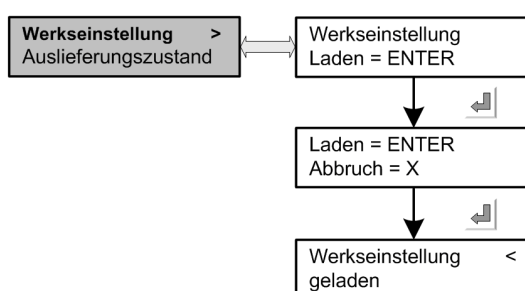 Werkseinstellung >
Auslieferungszustand
Werkseinstellung
Laden = ENTER
Laden = ENTER
Abbruch = X
Werkseinstellung <
geladen